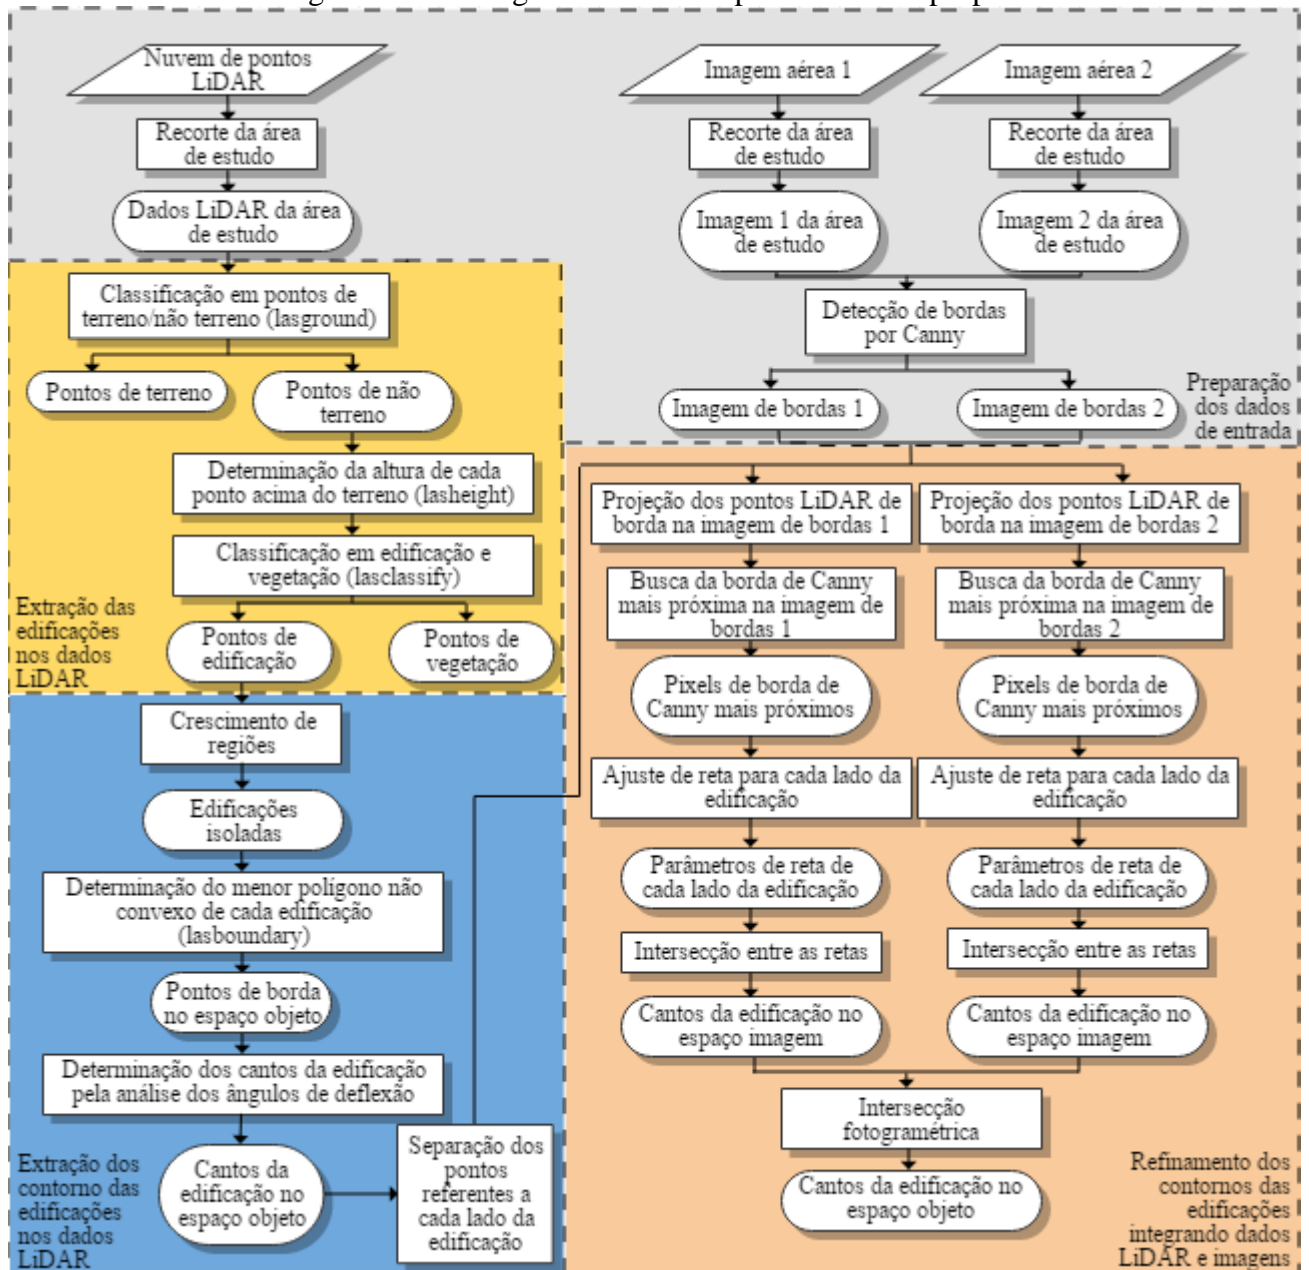 Nuvem de pontos
LiDAR
Imagem aérea 1
Imagem aérea 2
Recorte da área
de estudo
Recorte da área
de estudo
Recorte da área
de estudo
Dados LiDAR da área
de estudo
Imagem 1 da área
de estudo
Imagem 2 da área
de estudo
Detecção de bordas
por Canny
Imagem de bordas 1
Imagem de bordas 2
Preparação
dos dados
de entrada
Classificação em pontos de
terreno/não terreno (lasground)
Pontos de terreno
Pontos de não
terreno
Determinação da altura de cada
ponto acima do terreno (lasheight)
Classificação em edificação e
vegetação (lasclassify)
Pontos de
edificação
Pontos de
vegetação
Extração das
edificações
nos dados
LiDAR
Crescimento de
regiões
Edificações
isoladas
Determinação do menor polígono não
convexo de cada edificação
(lasboundary)
Pontos de borda
no espaço objeto
Determinação dos cantos da edificação
pela análise dos ângulos de deflexão
Cantos da
edificação no
espaço objeto
Separação dos
pontos
referentes a
cada lado da
edificação
Extração dos
contorno das
edificações
nos dados
LiDAR
Projeção dos pontos LiDAR de
borda na imagem de bordas 1
Projeção dos pontos LiDAR de
borda na imagem de bordas 2
Busca da borda de Canny
mais próxima na imagem de
bordas 1
Busca da borda de Canny
mais próxima na imagem de
bordas 2
Pixels de borda de
Canny mais próximos
Pixels de borda de
Canny mais próximos
Ajuste de reta para cada lado da
edificação
Ajuste de reta para cada lado da
edificação
Parâmetros de reta de
cada lado da edificação
Parâmetros de reta de
cada lado da edificação
Intersecção entre as retas
Intersecção entre as retas
Cantos da edificação no
espaço imagem
Cantos da edificação no
espaço imagem
Intersecção
fotogramétrica
Cantos da edificação no
espaço objeto
Refinamento dos
contornos das
edificações
integrando dados
LiDAR e imagens